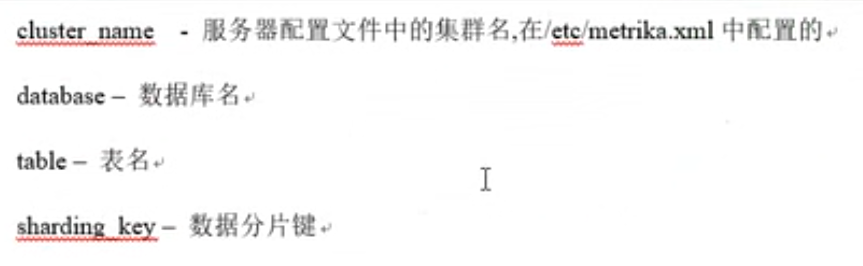 cluster_name - 服务器配置文件中的集群名,在/etc/metrika.xml 中配置的
database – 数据库名
table – 表名
sharding_key – 数据分片键